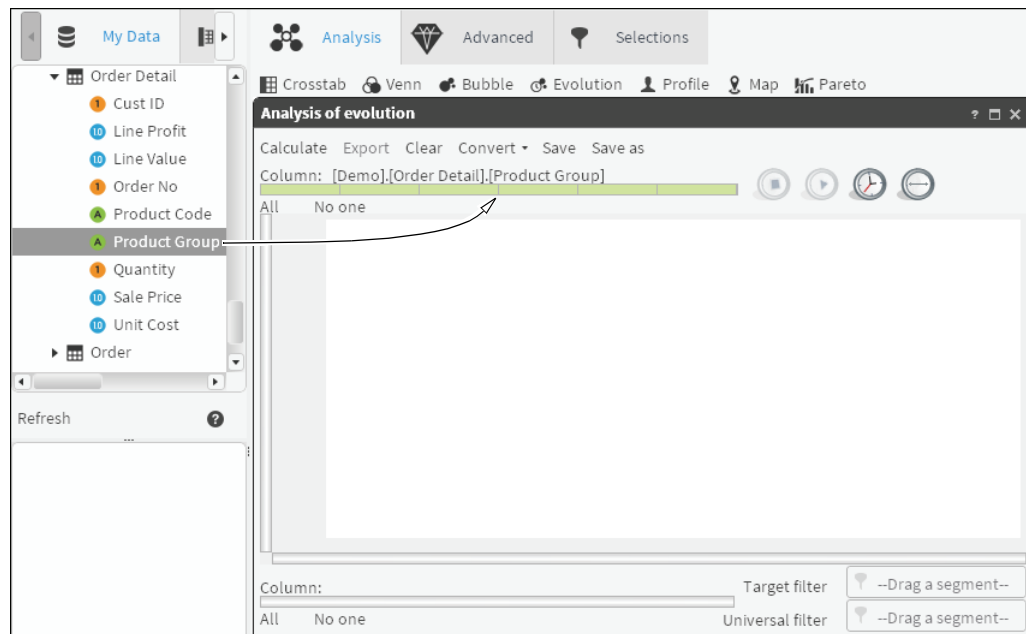 My Data
Analysis Advanced Selections
Order Detail
Cust ID
Line Profit
Line Value
Order No
Product Code
Product Group
Quantity
Sale Price
Unit Cost
Order
Refresh
Crosstab Venn Bubble Evolution Profile Map Pareto
Analysis of evolution
Calculate Export Clear Convert Save Save as
Column: [Demo].[Order Detail].[Product Group]
All No one
Column:
All No one
Target filter --Drag a segment--
Universal filter --Drag a segment--